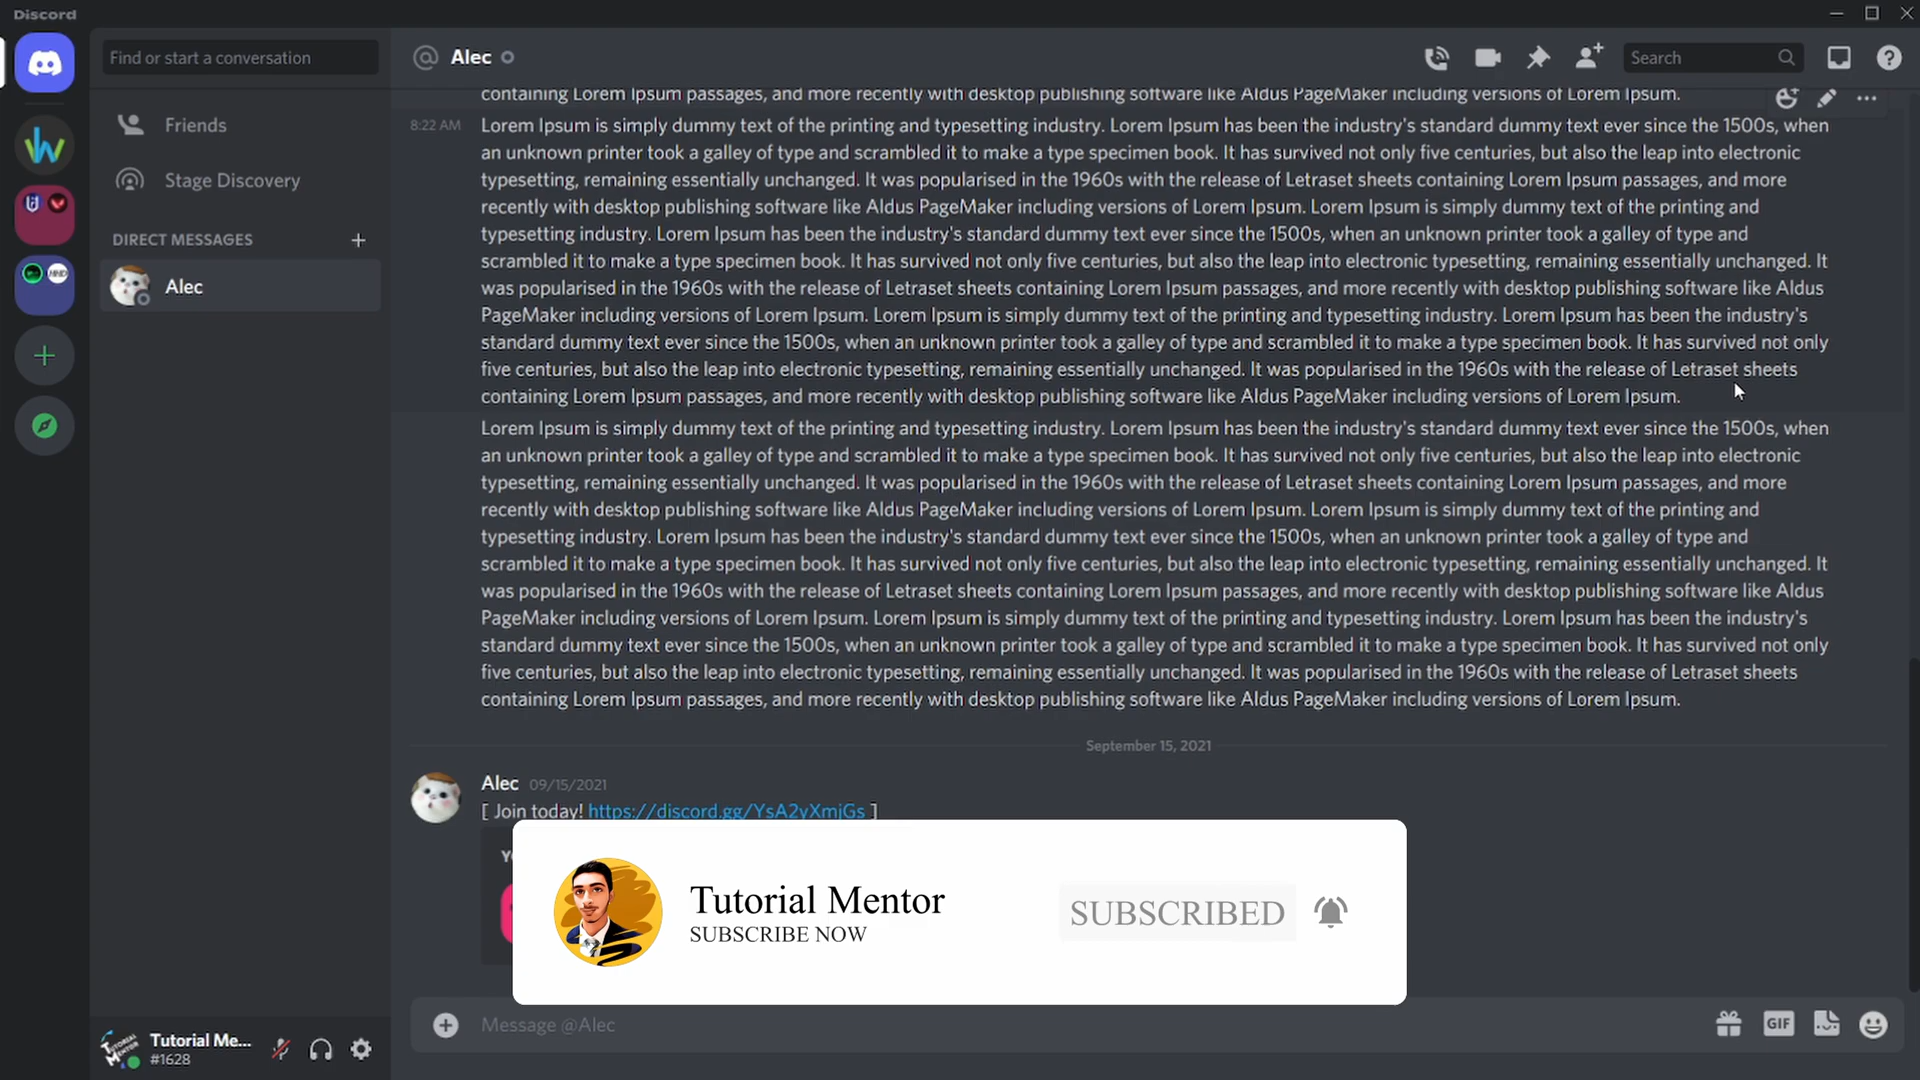 Discord
Find or start a conversation
Alec
Search
Friends
Stage Discovery
DIRECT MESSAGES
Alec
containing Lorem Ipsum passages, and more recently with desktop publishing software like Aldus PageMaker including versions of Lorem Ipsum.
8:22 AM
Lorem Ipsum is simply dummy text of the printing and typesetting industry. Lorem Ipsum has been the industry's standard dummy text ever since the 1500s, when
an unknown printer took a galley of type and scrambled it to make a type specimen book. It has survived not only five centuries, but also the leap into electronic
typesetting, remaining essentially unchanged. It was popularised in the 1960s with the release of Letraset sheets containing Lorem Ipsum passages, and more
recently with desktop publishing software like Aldus PageMaker including versions of Lorem Ipsum. Lorem Ipsum is simply dummy text of the printing and
typesetting industry. Lorem Ipsum has been the industry's standard dummy text ever since the 1500s, when an unknown printer took a galley of type and
scrambled it to make a type specimen book. It has survived not only five centuries, but also the leap into electronic typesetting, remaining essentially unchanged. It
was popularised in the 1960s with the release of Letraset sheets containing Lorem Ipsum passages, and more recently with desktop publishing software like Aldus
PageMaker including versions of Lorem Ipsum. Lorem Ipsum is simply dummy text of the printing and typesetting industry. Lorem Ipsum has been the industry's
standard dummy text ever since the 1500s, when an unknown printer took a galley of type and scrambled it to make a type specimen book. It has survived not only
five centuries, but also the leap into electronic typesetting, remaining essentially unchanged. It was popularised in the 1960s with the release of Letraset sheets
containing Lorem Ipsum passages, and more recently with desktop publishing software like Aldus PageMaker including versions of Lorem Ipsum.
Lorem Ipsum is simply dummy text of the printing and typesetting industry. Lorem Ipsum has been the industry's standard dummy text ever since the 1500s, when
an unknown printer took a galley of type and scrambled it to make a type specimen book. It has survived not only five centuries, but also the leap into electronic
typesetting, remaining essentially unchanged. It was popularised in the 1960s with the release of Letraset sheets containing Lorem Ipsum passages, and more
recently with desktop publishing software like Aldus PageMaker including versions of Lorem Ipsum. Lorem Ipsum is simply dummy text of the printing and
typesetting industry. Lorem Ipsum has been the industry's standard dummy text ever since the 1500s, when an unknown printer took a galley of type and
scrambled it to make a type specimen book. It has survived not only five centuries, but also the leap into electronic typesetting, remaining essentially unchanged. It
was popularised in the 1960s with the release of Letraset sheets containing Lorem Ipsum passages, and more recently with desktop publishing software like Aldus
PageMaker including versions of Lorem Ipsum. Lorem Ipsum is simply dummy text of the printing and typesetting industry. Lorem Ipsum has been the industry's
standard dummy text ever since the 1500s, when an unknown printer took a galley of type and scrambled it to make a type specimen book. It has survived not only
five centuries, but also the leap into electronic typesetting, remaining essentially unchanged. It was popularised in the 1960s with the release of Letraset sheets
containing Lorem Ipsum passages, and more recently with desktop publishing software like Aldus PageMaker including versions of Lorem Ipsum.
September 15, 2021
Alec 09/15/2021
[ Join today! https://discord.gg/YsA2yXmjGs ]
Tutorial Mentor
SUBSCRIBE NOW
SUBSCRIBED
Message @Alec
GIF
Tutorial Me...
#1628